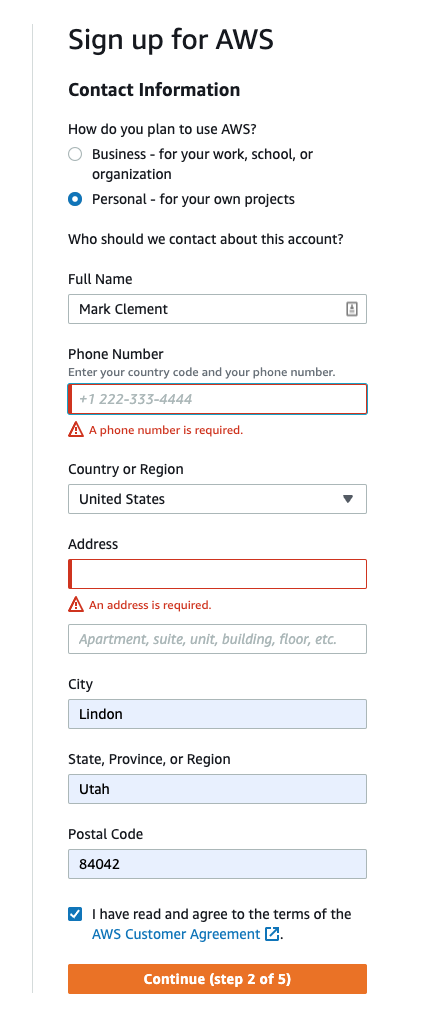 Sign up for AWS
Contact Information
How do you plan to use AWS?
Business - for your work, school, or
organization
Personal - for your own projects
Who should we contact about this account?
Full Name
Mark Clement
Phone Number
Enter your country code and your phone number.
+1 222-333-4444
A phone number is required.
Country or Region
United States
Address
An address is required.
Apartment, suite, unit, building, floor, etc.
City
Lindon
State, Province, or Region
Utah
Postal Code
84042
I have read and agree to the terms of the
AWS Customer Agreement.
Continue (step 2 of 5)